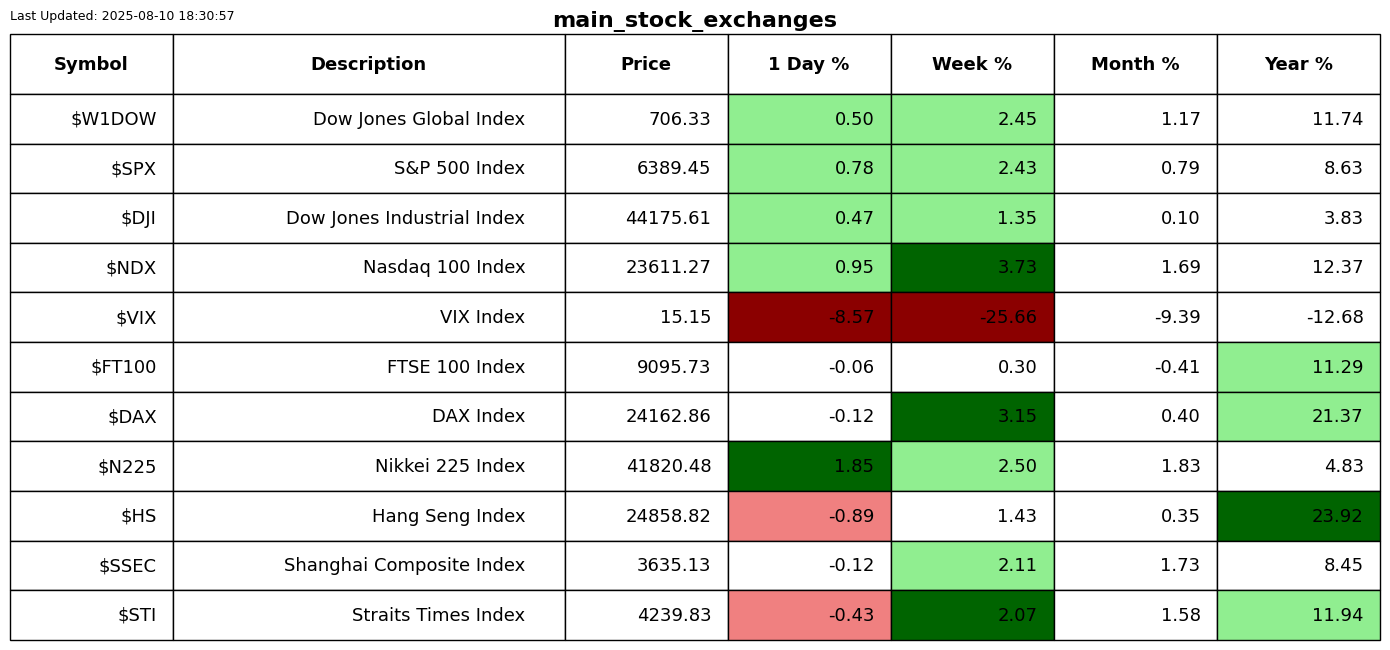 Last Updated: 2025-08-10 18:30:57
main_stock_exchanges
Symbol Description Price 1 Day % Week % Month % Year %
$W1DOW Dow Jones Global Index 706.33 0.50 2.45 1.17 11.74
$SPX S&P 500 Index 6389.45 0.78 2.43 0.79 8.63
$DJI Dow Jones Industrial Index 44175.61 0.47 1.35 0.10 3.83
$NDX Nasdaq 100 Index 23611.27 0.95 3.73 1.69 12.37
$VIX VIX Index 15.15 -8.57 -25.66 -9.39 -12.68
$FT100 FTSE 100 Index 9095.73 -0.06 0.30 -0.41 11.29
$DAX DAX Index 24162.86 -0.12 3.15 0.40 21.37
$N225 Nikkei 225 Index 41820.48 1.85 2.50 1.83 4.83
$HS Hang Seng Index 24858.82 -0.89 1.43 0.35 23.92
$SSEC Shanghai Composite Index 3635.13 -0.12 2.11 1.73 8.45
$STI Straits Times Index 4239.83 -0.43 2.07 1.58 11.94